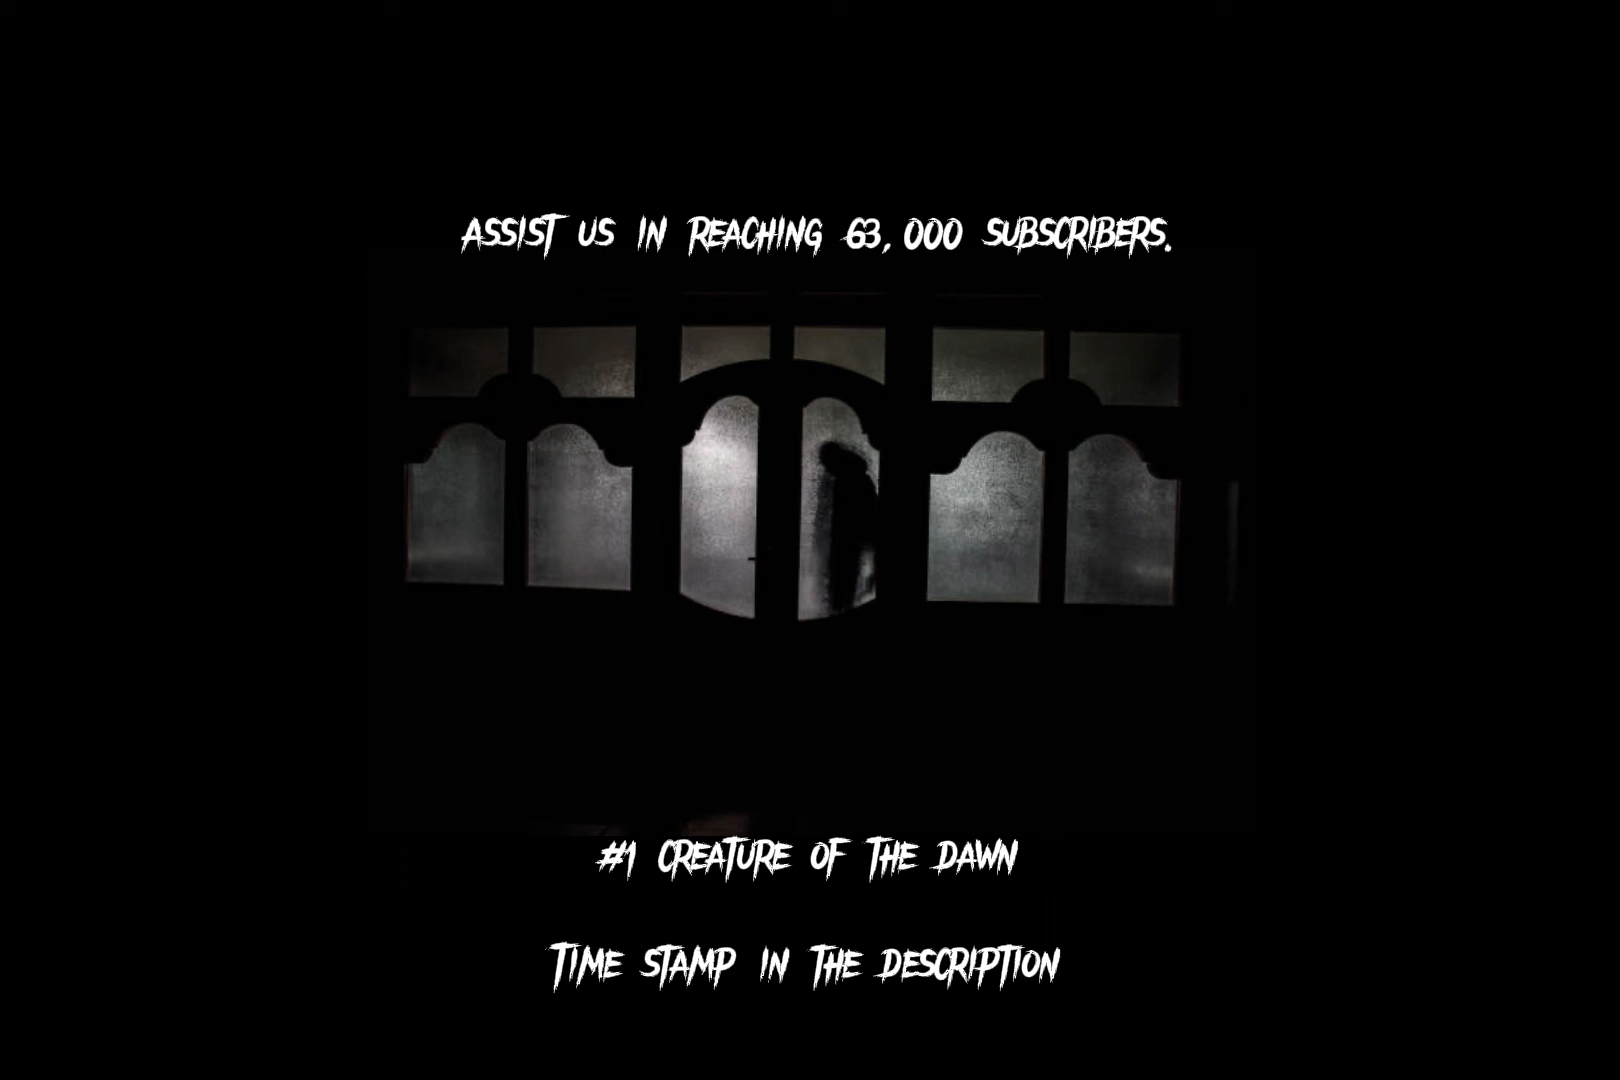 ASSIST US IN REACHING 63,000 SUBSCRIBERS.
#1 CREATURE OF THE DAWN
TIME STAMP IN THE DESCRIPTION